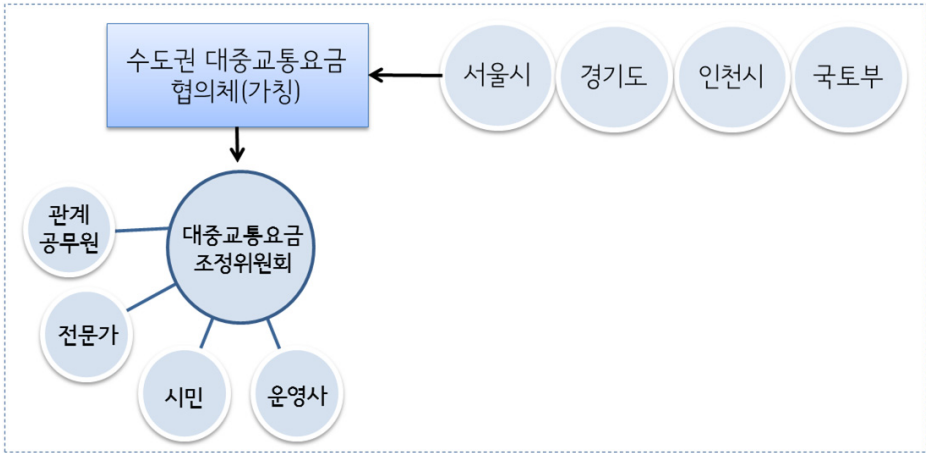 수도권 대중교통요금
협의체(가칭)
서울시
경기도
인천시
국토부
관계
공무원
대중교통요금
조정위원회
전문가
시민
운영사